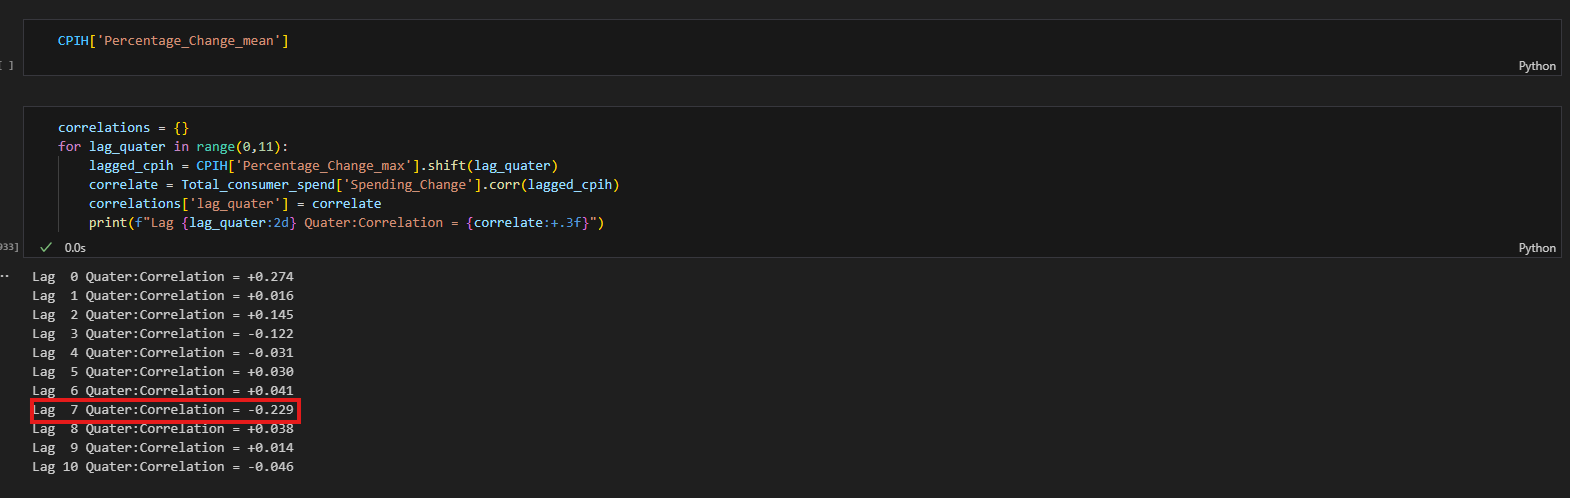 CPIH['Percentage_Change_mean']
[ ]
Python
correlations = {}
for lag_quater in range(0,11):
    lagged_cpih = CPIH['Percentage_Change_max'].shift(lag_quater)
    correlate = Total_consumer_spend['Spending_Change'].corr(lagged_cpih)
    correlations['lag_quater'] = correlate
    print(f"Lag {lag_quater:2d} Quater:Correlation = {correlate:+.3f}")
933]
0.0s
Python
Lag  0 Quater:Correlation = +0.274
Lag  1 Quater:Correlation = +0.016
Lag  2 Quater:Correlation = +0.145
Lag  3 Quater:Correlation = -0.122
Lag  4 Quater:Correlation = -0.031
Lag  5 Quater:Correlation = +0.030
Lag  6 Quater:Correlation = +0.041
Lag  7 Quater:Correlation = -0.229
Lag  8 Quater:Correlation = +0.038
Lag  9 Quater:Correlation = +0.014
Lag 10 Quater:Correlation = -0.046